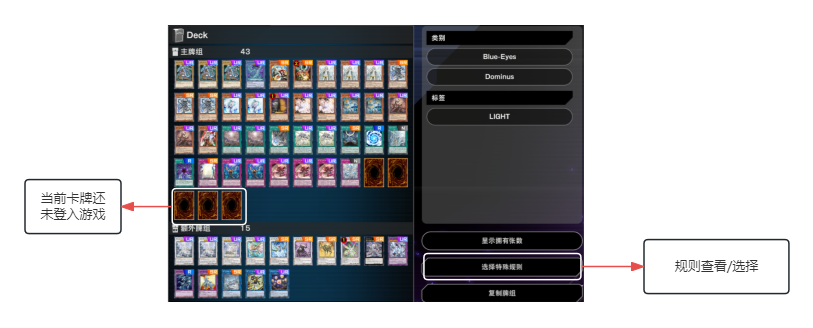 Deck
主牌组 43
额外牌组 15
类别
Blue-Eyes
Dominus
标签
LIGHT
显示拥有张数
选择特殊规则
复制牌组
当前卡牌还
未登入游戏
规则查看/选择